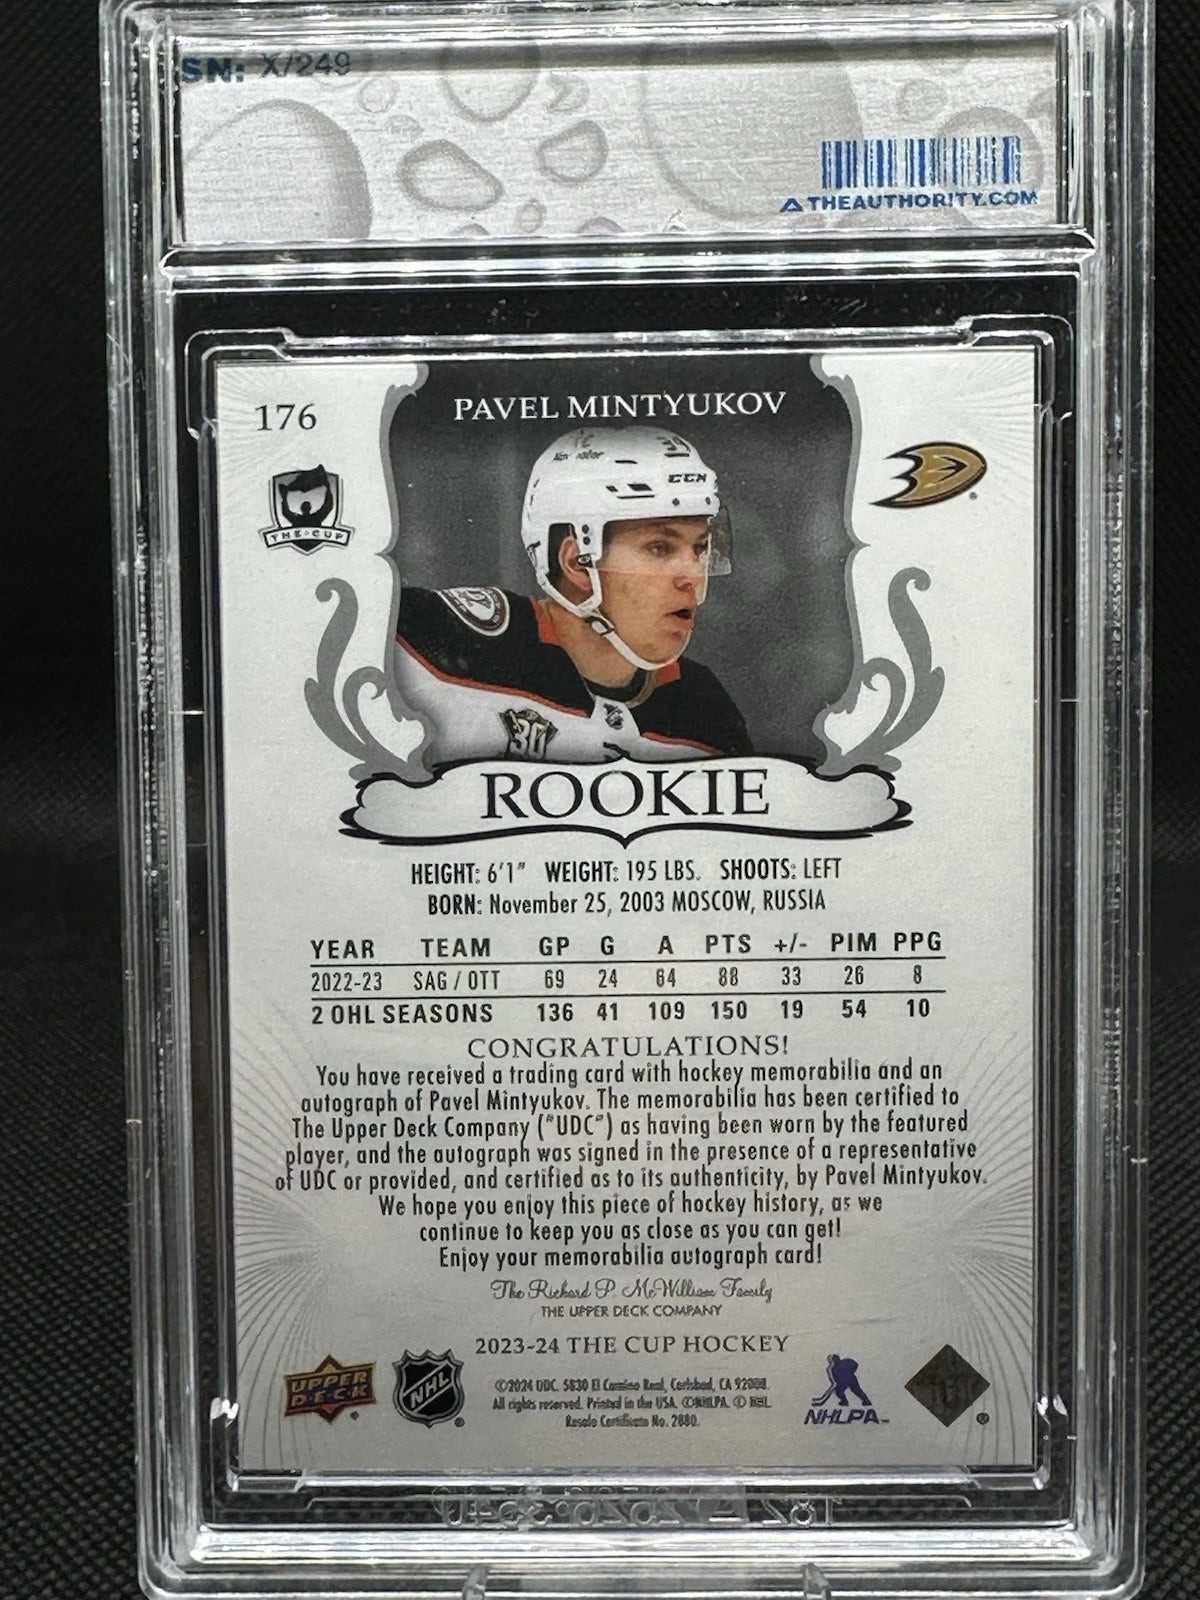 SN: X/249
THEAUTHORITY.COM
176
PAVEL MINTYUKOV
THE CUP
CCM
30
ROOKIE
HEIGHT: 6'1" WEIGHT: 195 LBS. SHOOTS: LEFT
BORN: November 25, 2003 MOSCOW, RUSSIA
YEAR TEAM GP G A PTS +/- PIM PPG
2022-23 SAG / OTT 69 24 64 88 33 26 8
2 OHL SEASONS 136 41 109 150 19 54 10
CONGRATULATIONS!
You have received a trading card with hockey memorabilia and an
autograph of Pavel Mintyukov. The memorabilia has been certified to
The Upper Deck Company ("UDC") as having been worn by the featured
player, and the autograph was signed in the presence of a representative
of UDC or provided, and certified as to its authenticity, by Pavel Mintyukov.
We hope you enjoy this piece of hockey history, as we
continue to keep you as close as you can get!
Enjoy your memorabilia autograph card!
The Richard P. McWilliam Family
THE UPPER DECK COMPANY
2023-24 THE CUP HOCKEY
UPPER DECK
NHL
©2024 UDC. 5830 El Camino Real, Carlsbad, CA 92008.
All rights reserved. Printed in the USA. ©NHLPA. © NHL.
Resale Certificate No. 2880.
NHLPA